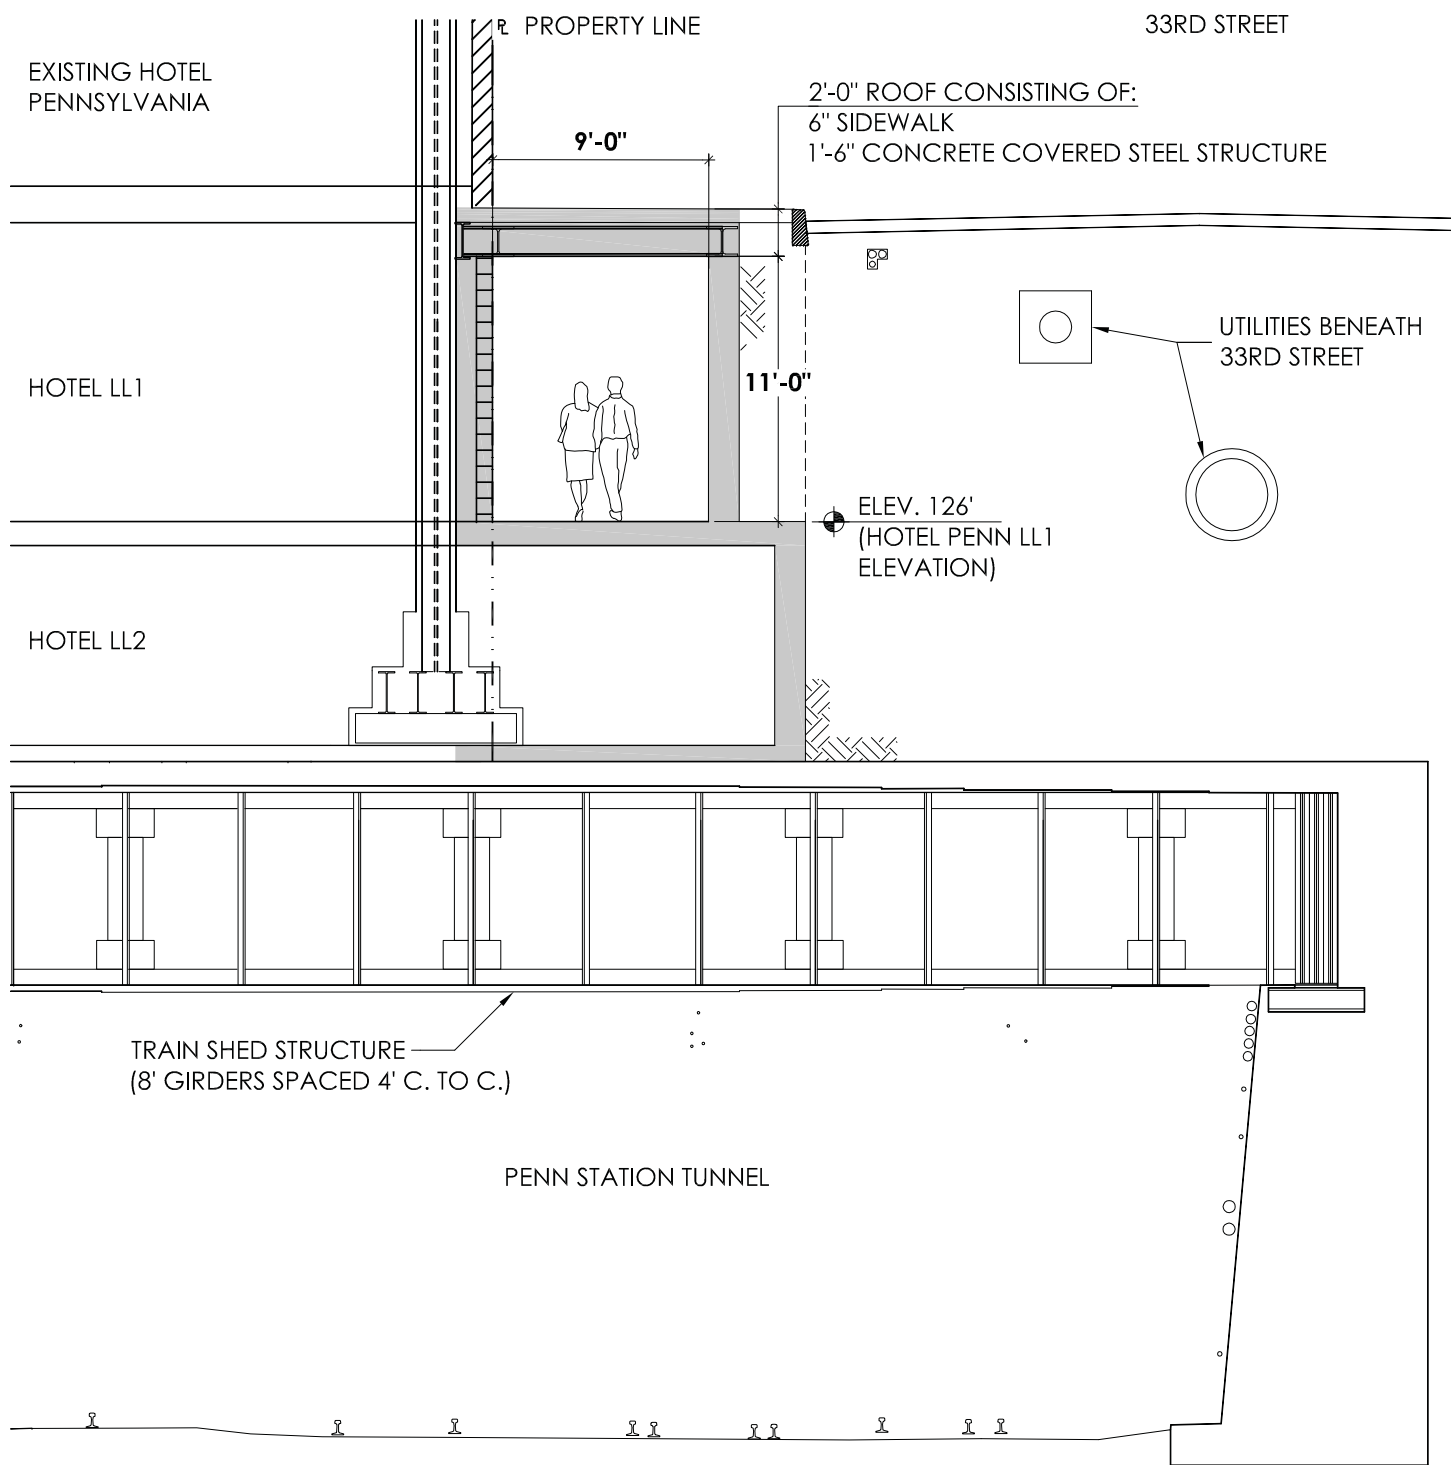 ℄ PROPERTY LINE
33RD STREET
EXISTING HOTEL
PENNSYLVANIA
2'-0" ROOF CONSISTING OF:
6" SIDEWALK
1'-6" CONCRETE COVERED STEEL STRUCTURE
9'-0"
UTILITIES BENEATH
33RD STREET
HOTEL LL1
11'-0"
ELEV. 126'
(HOTEL PENN LL1
ELEVATION)
HOTEL LL2
TRAIN SHED STRUCTURE
(8' GIRDERS SPACED 4' C. TO C.)
PENN STATION TUNNEL